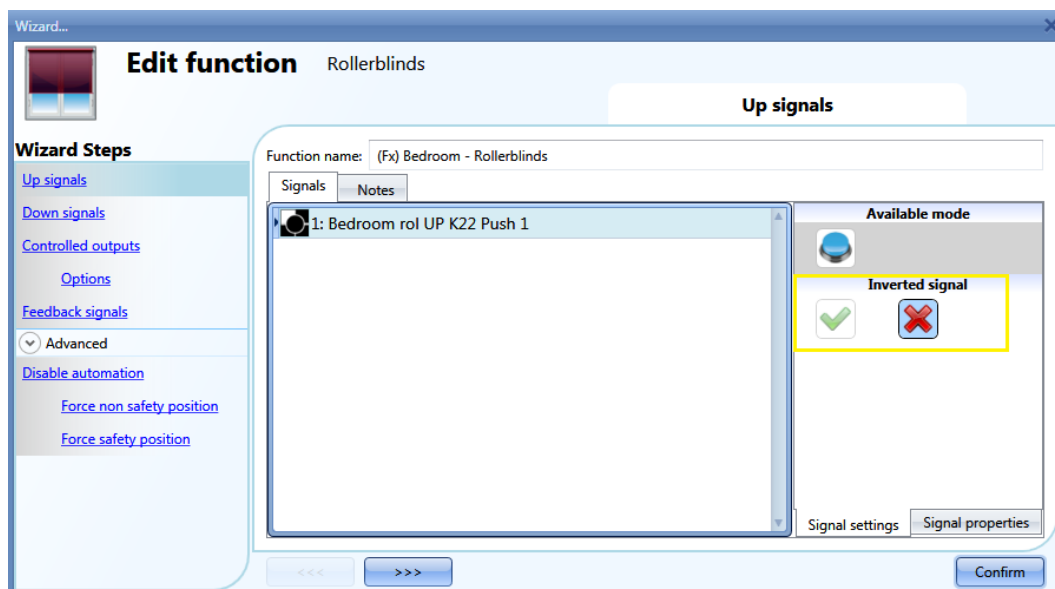 Wizard...
Edit function Rollerblinds
Up signals
Wizard Steps
Up signals
Down signals
Controlled outputs
Options
Feedback signals
Advanced
Disable automation
Force non safety position
Force safety position
Function name: (Fx) Bedroom - Rollerblinds
Signals Notes
1: Bedroom rol UP K22 Push 1
Available mode
Inverted signal
Signal settings Signal properties
<<< >>> Confirm